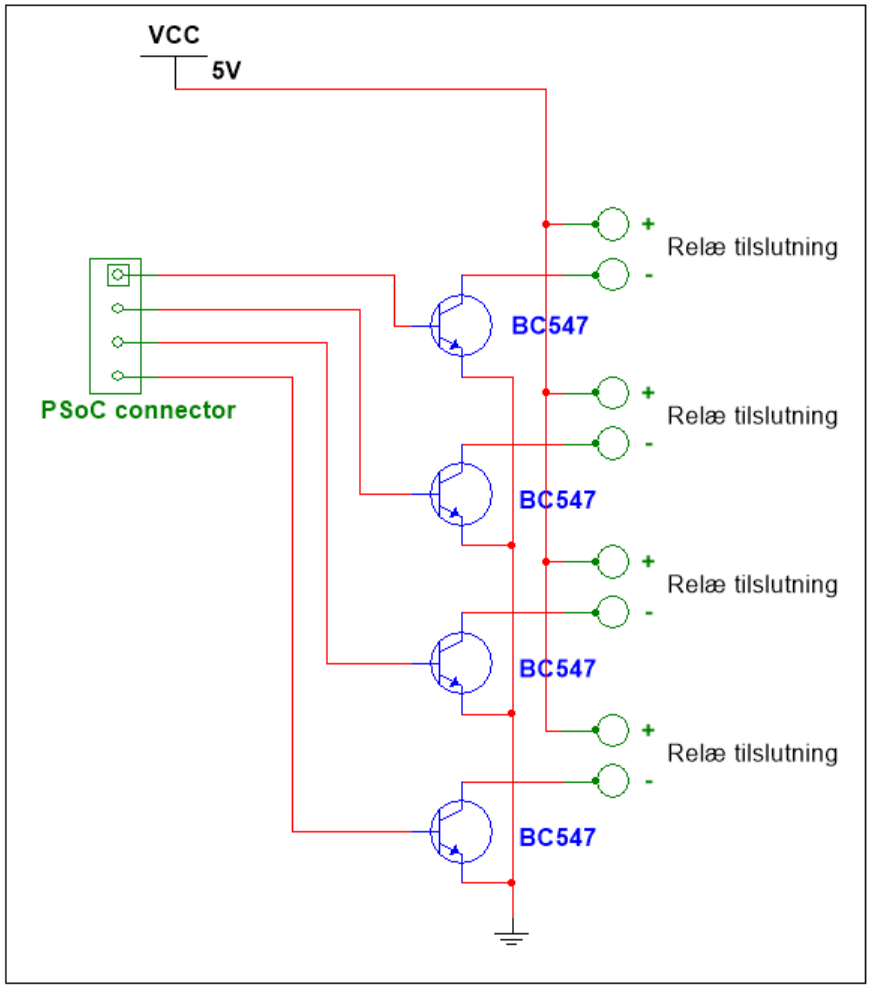 VCC
5V
+
Relæ tilslutning
-
BC547
PSoC connector
+
Relæ tilslutning
-
BC547
+
Relæ tilslutning
-
BC547
+
Relæ tilslutning
-
BC547